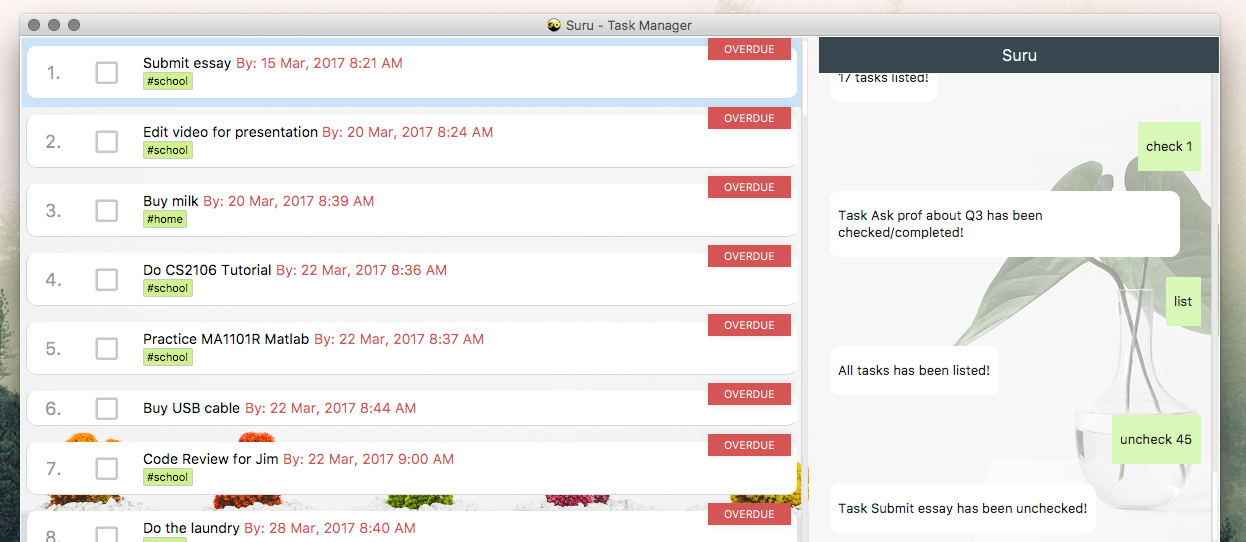 Suru - Task Manager
1.
Submit essay By: 15 Mar, 2017 8:21 AM
#school
OVERDUE
2.
Edit video for presentation By: 20 Mar, 2017 8:24 AM
#school
OVERDUE
3.
Buy milk By: 20 Mar, 2017 8:39 AM
#home
OVERDUE
4.
Do CS2106 Tutorial By: 22 Mar, 2017 8:36 AM
#school
OVERDUE
5.
Practice MA1101R Matlab By: 22 Mar, 2017 8:37 AM
#school
OVERDUE
6.
Buy USB cable By: 22 Mar, 2017 8:44 AM
OVERDUE
7.
Code Review for Jim By: 22 Mar, 2017 9:00 AM
#school
OVERDUE
8.
Do the laundry By: 28 Mar, 2017 8:40 AM
OVERDUE
Suru
17 tasks listed!
check 1
Task Ask prof about Q3 has been
checked/completed!
list
All tasks has been listed!
uncheck 45
Task Submit essay has been unchecked!